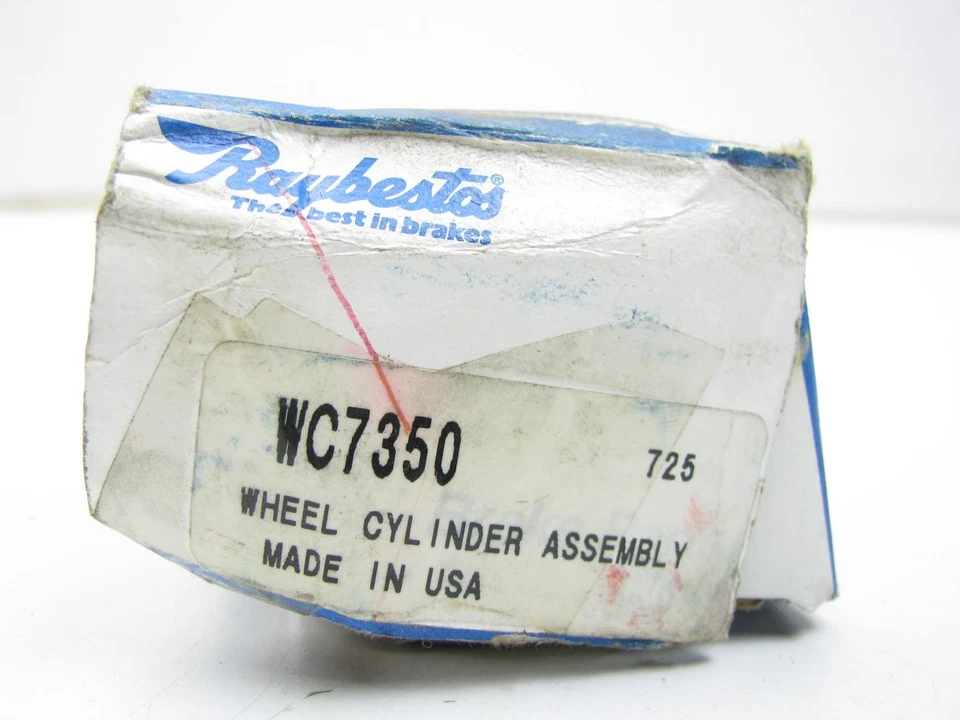 Raybestos®
The best in brakes
WC7350 725
WHEEL CYLINDER ASSEMBLY
MADE IN USA